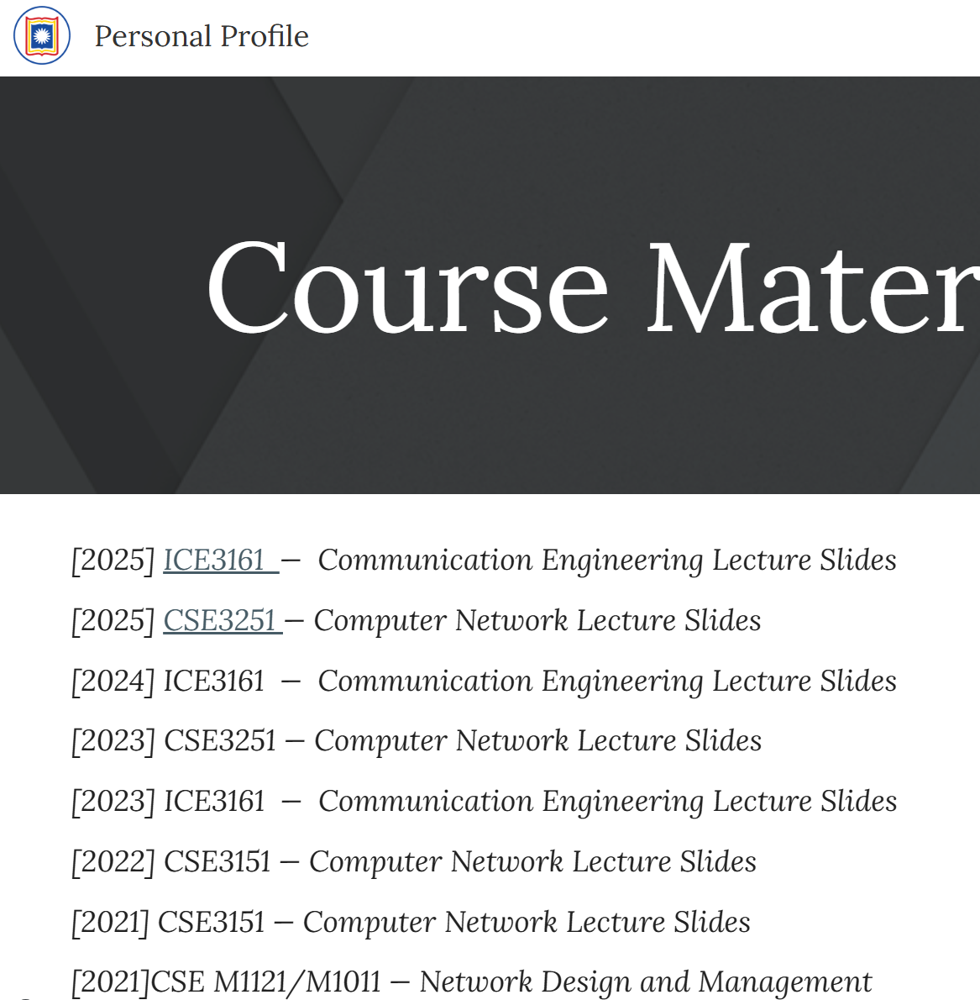 Personal Profile
Course Mater
[2025] ICE3161 — Communication Engineering Lecture Slides
[2025] CSE3251 — Computer Network Lecture Slides
[2024] ICE3161 — Communication Engineering Lecture Slides
[2023] CSE3251 — Computer Network Lecture Slides
[2023] ICE3161 — Communication Engineering Lecture Slides
[2022] CSE3151 — Computer Network Lecture Slides
[2021] CSE3151 — Computer Network Lecture Slides
[2021]CSE M1121/M1011 — Network Design and Management